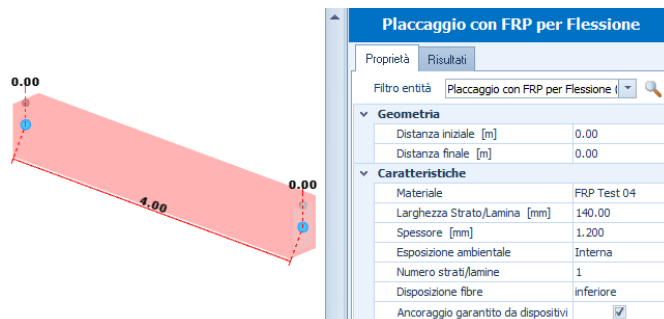 Placcaggio con FRP per Flessione
Proprietà Risultati
Filtro entità Placcaggio con FRP per Flessione (
Geometria
Distanza iniziale [m] 0.00
Distanza finale [m] 0.00
Caratteristiche
Materiale FRP Test 04
Larghezza Strato/Lamina [mm] 140.00
Spessore [mm] 1.200
Esposizione ambientale Interna
Numero strati/lamine 1
Disposizione fibre inferiore
Ancoraggio garantito da dispositivi
0.00
4.00
0.00